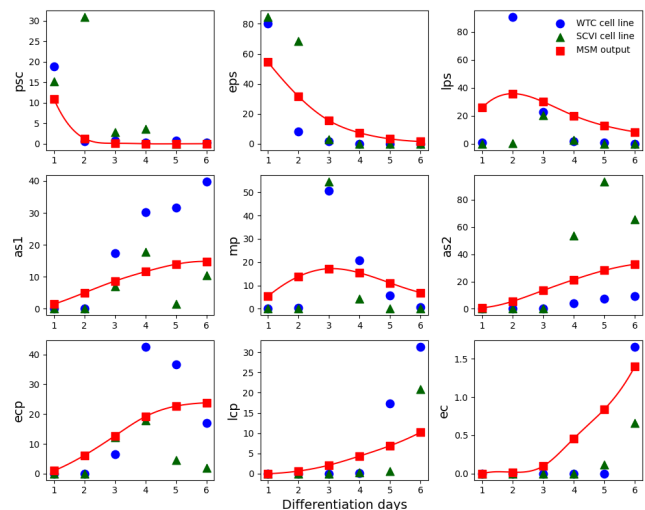 psc
30
25
20
15
10
5
0
1 2 3 4 5 6
eps
80
60
40
20
0
1 2 3 4 5 6
lps
80
60
40
20
0
1 2 3 4 5 6
WTC cell line
SCVI cell line
MSM output
as1
40
30
20
10
0
1 2 3 4 5 6
mp
50
40
30
20
10
0
1 2 3 4 5 6
as2
80
60
40
20
0
1 2 3 4 5 6
ecp
40
30
20
10
0
1 2 3 4 5 6
lcp
30
20
10
0
1 2 3 4 5 6
ec
1.5
1.0
0.5
0.0
1 2 3 4 5 6
Differentiation days